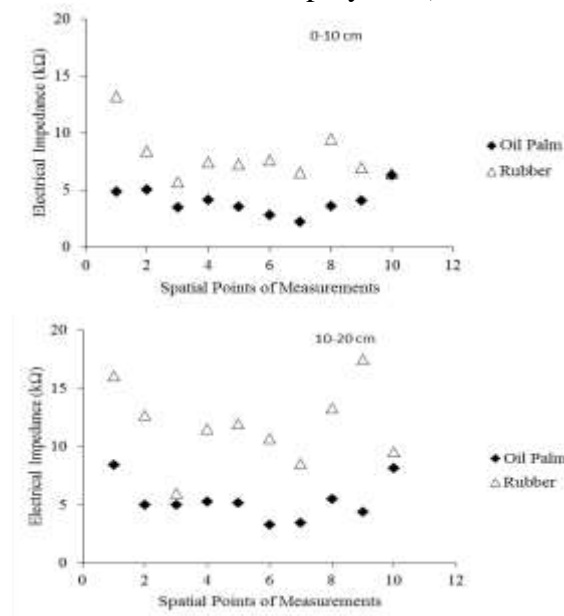 20
0-10 cm
15
10
5
0
Electrical Impedance (kΩ)
◆ Oil Palm
△ Rubber
0 2 4 6 8 10 12
Spatial Points of Measurements
20
10-20 cm
15
10
5
0
Electrical Impedance (kΩ)
◆ Oil Palm
△ Rubber
0 2 4 6 8 10 12
Spatial Points of Measurements